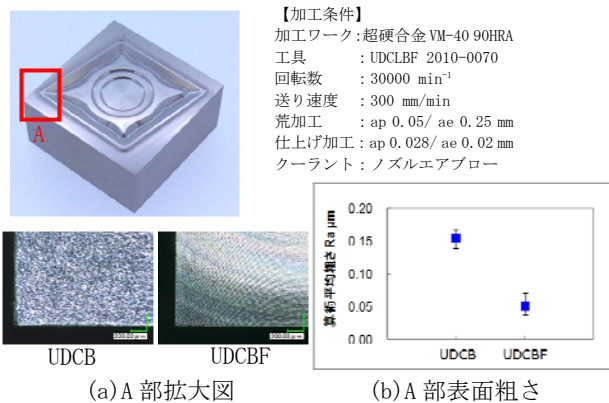 【加工条件】
加工ワーク:超硬合金 VM-40 90HRA
工具 : UDCLBF 2010-0070
回転数 : 30000 min⁻¹
送り速度 : 300 mm/min
荒加工 : ap 0.05/ ae 0.25 mm
仕上げ加工 : ap 0.028/ ae 0.02 mm
クーラント : ノズルエアブロー
A
UDCB
UDCBF
(a)A 部拡大図
算術平均粗さ Ra μm
0.20
0.15
0.10
0.05
0.00
UDCB
UDCBF
(b)A 部表面粗さ